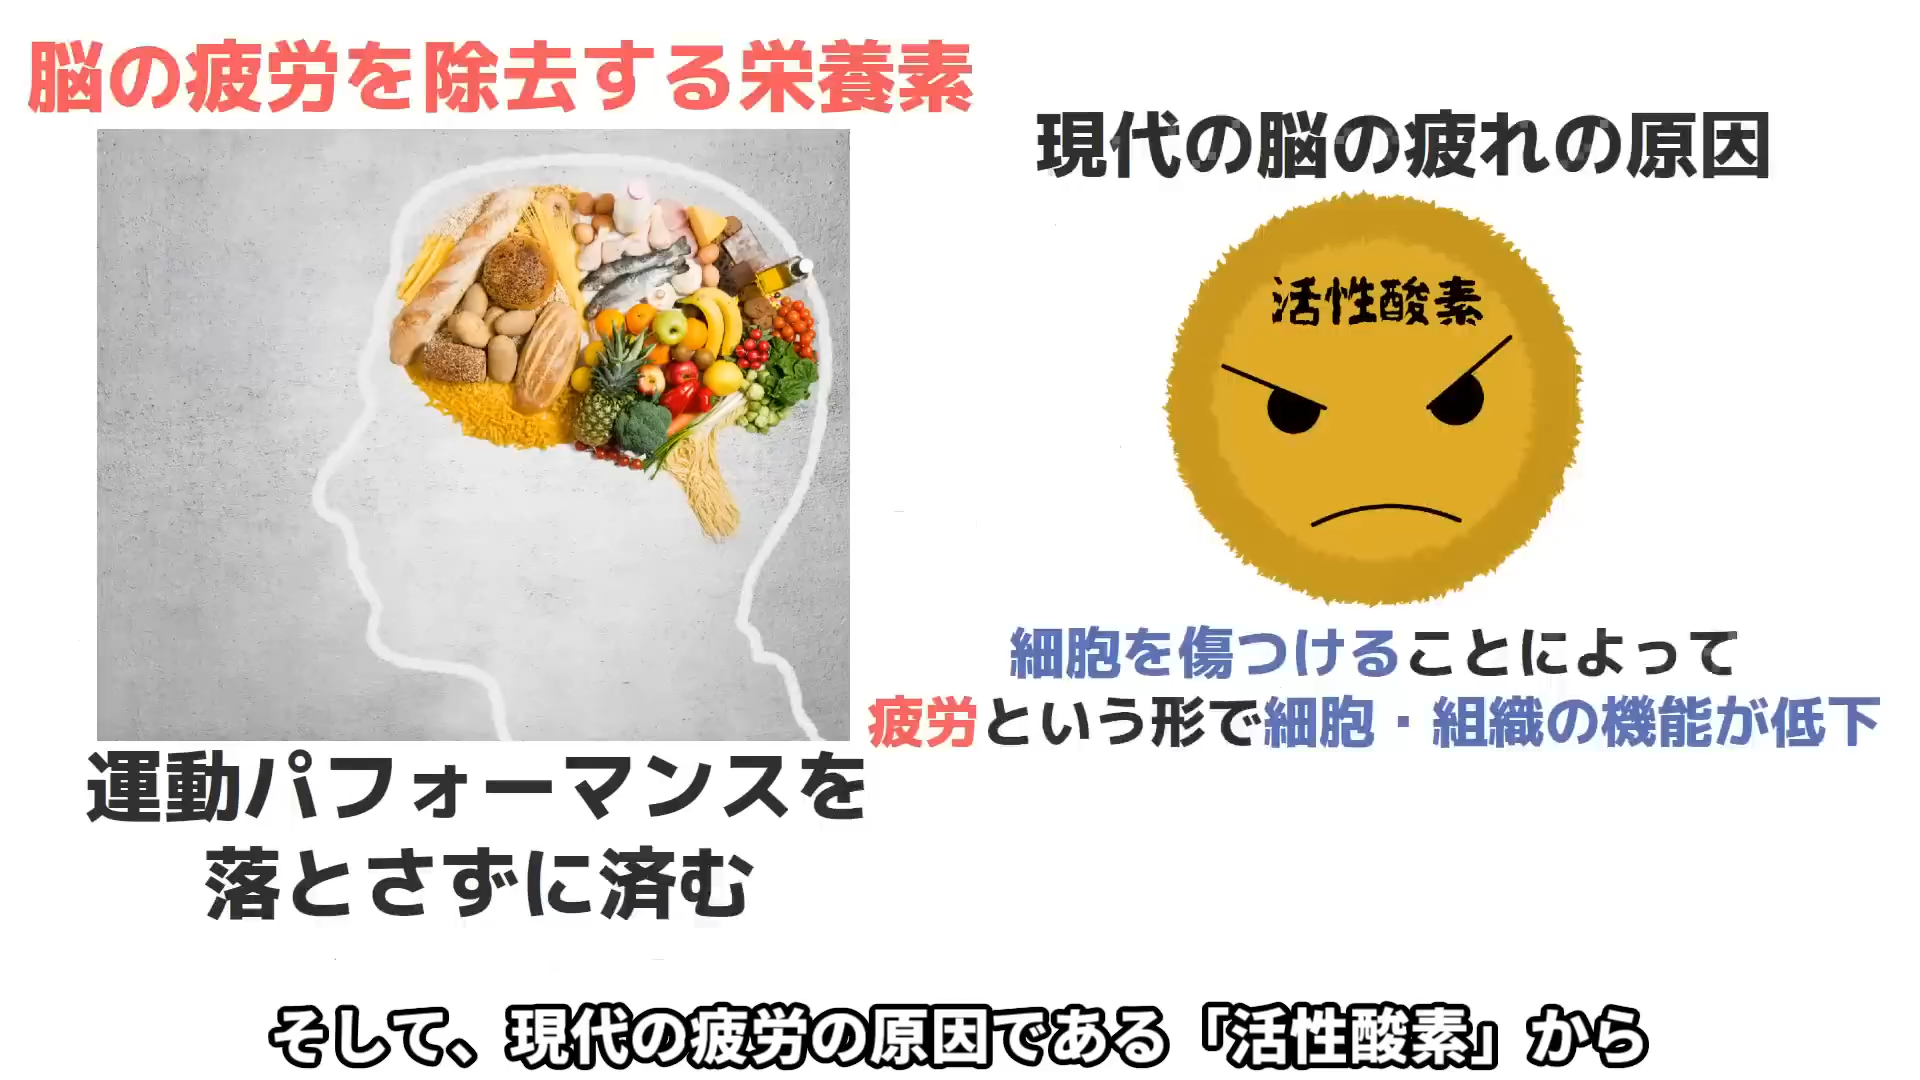 脳の疲労を除去する栄養素
運動パフォーマンスを
落とさずに済む
現代の脳の疲れの原因
活性酸素
細胞を傷つけることによって
疲労という形で細胞・組織の機能が低下
そして、現代の疲労の原因である「活性酸素」から